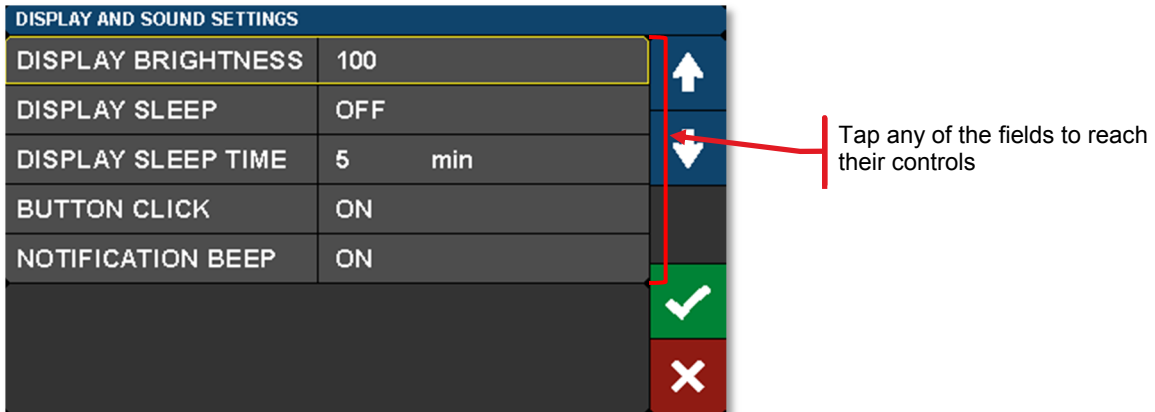 DISPLAY AND SOUND SETTINGS
DISPLAY BRIGHTNESS 100
DISPLAY SLEEP OFF
DISPLAY SLEEP TIME 5 min
BUTTON CLICK ON
NOTIFICATION BEEP ON
Tap any of the fields to reach
their controls